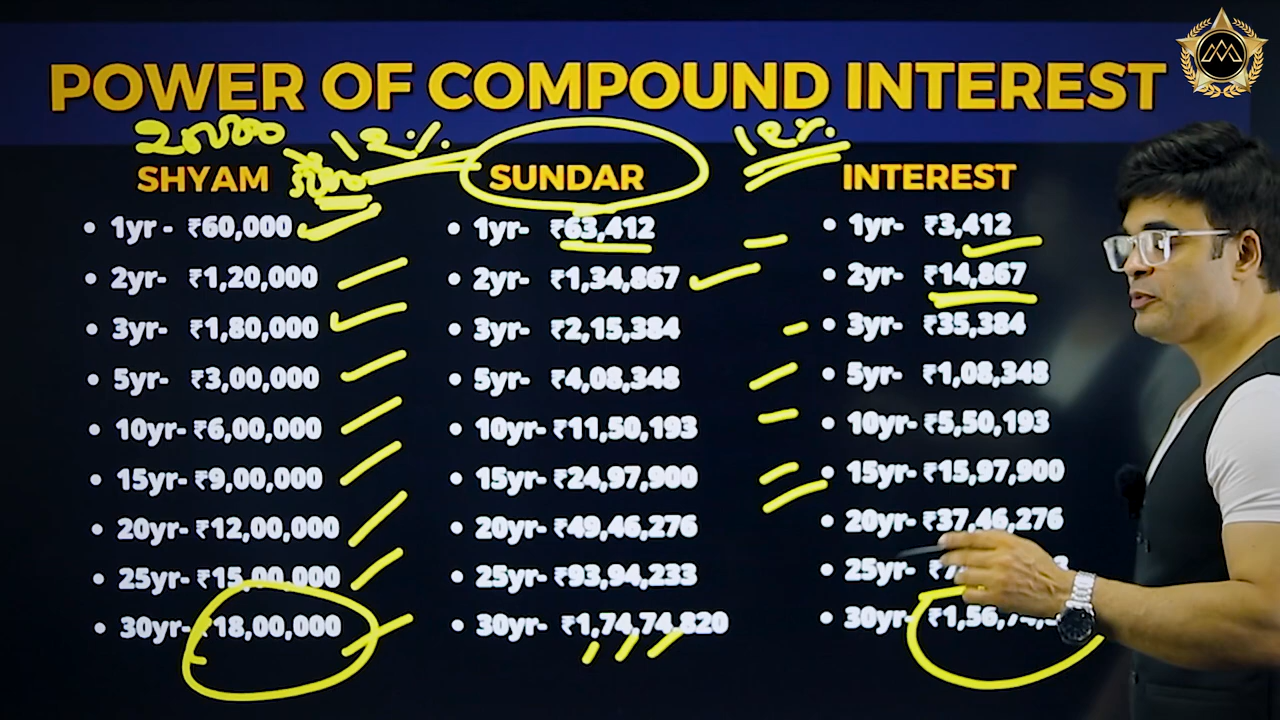 POWER OF COMPOUND INTEREST
12%
12%
SHYAM
SUNDAR
INTEREST
• 1yr - ₹60,000
• 2yr- ₹1,20,000
• 3yr- ₹1,80,000
• 5yr- ₹3,00,000
• 10yr- ₹6,00,000
• 15yr- ₹9,00,000
• 20yr- ₹12,00,000
• 25yr- ₹15,00,000
• 30yr- ₹18,00,000
• 1yr- ₹63,412
• 2yr- ₹1,34,867
• 3yr- ₹2,15,384
• 5yr- ₹4,08,348
• 10yr- ₹11,50,193
• 15yr- ₹24,97,900
• 20yr- ₹49,46,276
• 25yr- ₹93,94,233
• 30yr- ₹1,74,74,820
• 1yr- ₹3,412
• 2yr- ₹14,867
• 3yr- ₹35,384
• 5yr- ₹1,08,348
• 10yr- ₹5,50,193
• 15yr- ₹15,97,900
• 20yr- ₹37,46,276
• 25yr-
• 30yr-